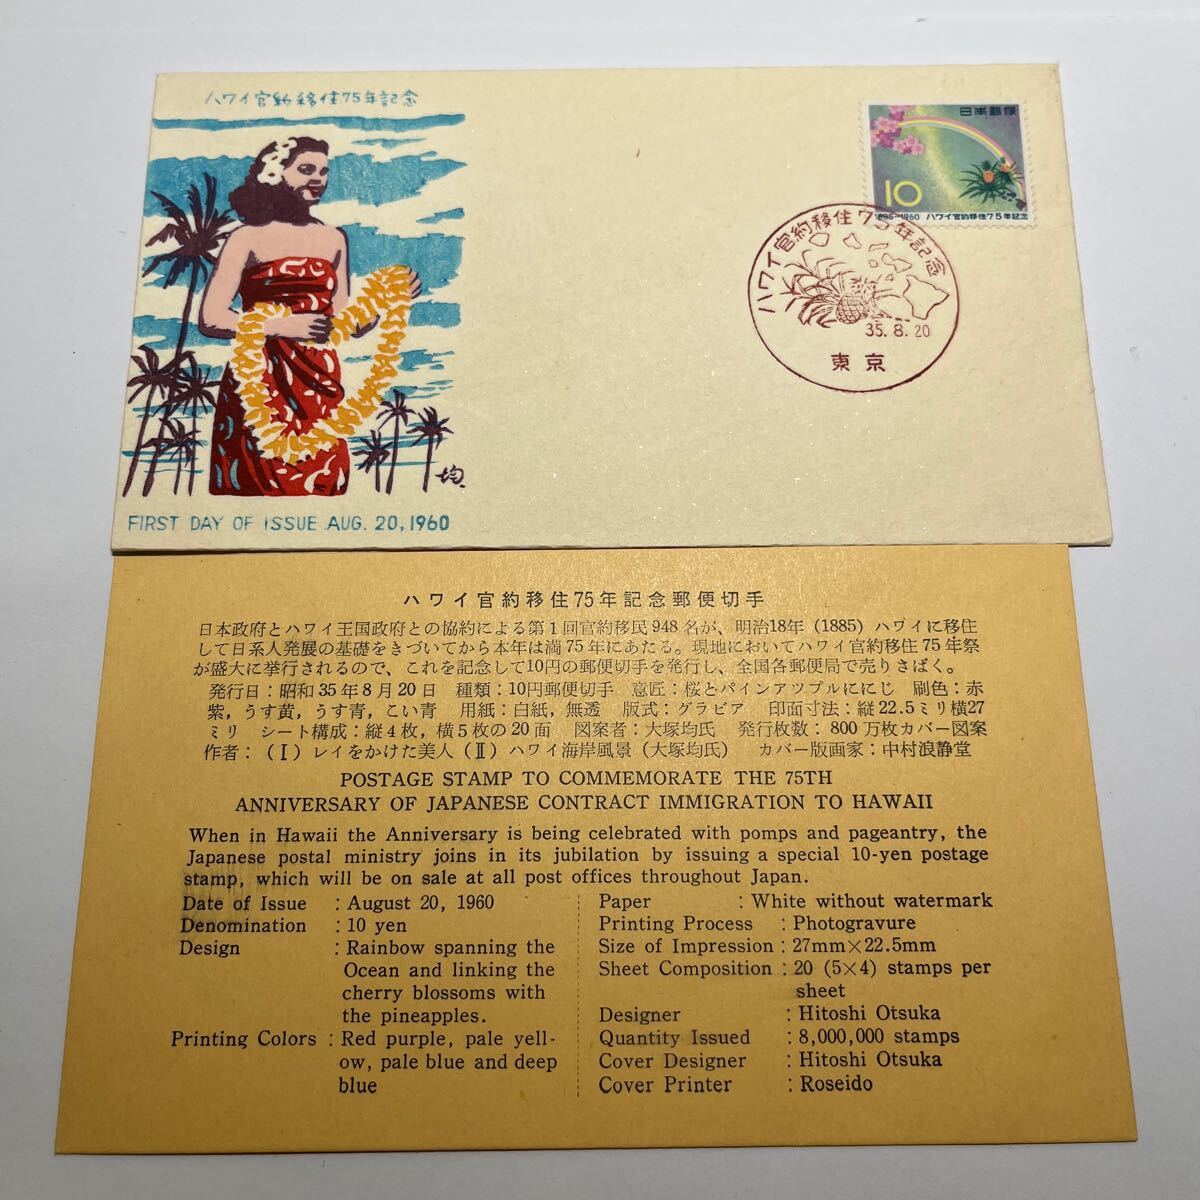 ハワイ官約移住75年記念
日本郵便
10
1885-1960 ハワイ官約移住75年記念
ハワイ官約移住75年記念
35.8.20
東京
均
FIRST DAY OF ISSUE AUG. 20, 1960
ハワイ官約移住75年記念郵便切手
日本政府とハワイ王国政府との協約による第1回官約移民948名が、明治18年(1885)ハワイに移住
して日系人発展の基礎をきづいてから本年は満75年にあたる。現地においてハワイ官約移住75年祭
が盛大に挙行されるので、これを記念して10円の郵便切手を発行し、全国各郵便局で売りさばく。
発行日：昭和35年8月20日 種類：10円郵便切手 意匠：桜とパインアツプルににじ 刷色：赤
紫，うす黄，うす青，こい青 用紙：白紙，無透 版式：グラビア 印面寸法：縦22.5ミリ横27
ミリ シート構成：縦4枚，横5枚の20面 図案者：大塚均氏 発行枚数：800万枚カバー図案
作者：(Ⅰ)レイをかけた美人(Ⅱ)ハワイ海岸風景(大塚均氏) カバー版画家：中村浪静堂
POSTAGE STAMP TO COMMEMORATE THE 75TH
ANNIVERSARY OF JAPANESE CONTRACT IMMIGRATION TO HAWAII
When in Hawaii the Anniversary is being celebrated with pomps and pageantry, the
Japanese postal ministry joins in its jubilation by issuing a special 10-yen postage
stamp, which will be on sale at all post offices throughout Japan.
Date of Issue : August 20, 1960
Denomination : 10 yen
Design : Rainbow spanning the
Ocean and linking the
cherry blossoms with
the pineapples.
Printing Colors : Red purple, pale yell-
ow, pale blue and deep
blue
Paper : White without watermark
Printing Process : Photogravure
Size of Impression : 27mm×22.5mm
Sheet Composition : 20 (5×4) stamps per
sheet
Designer : Hitoshi Otsuka
Quantity Issued : 8,000,000 stamps
Cover Designer : Hitoshi Otsuka
Cover Printer : Roseido